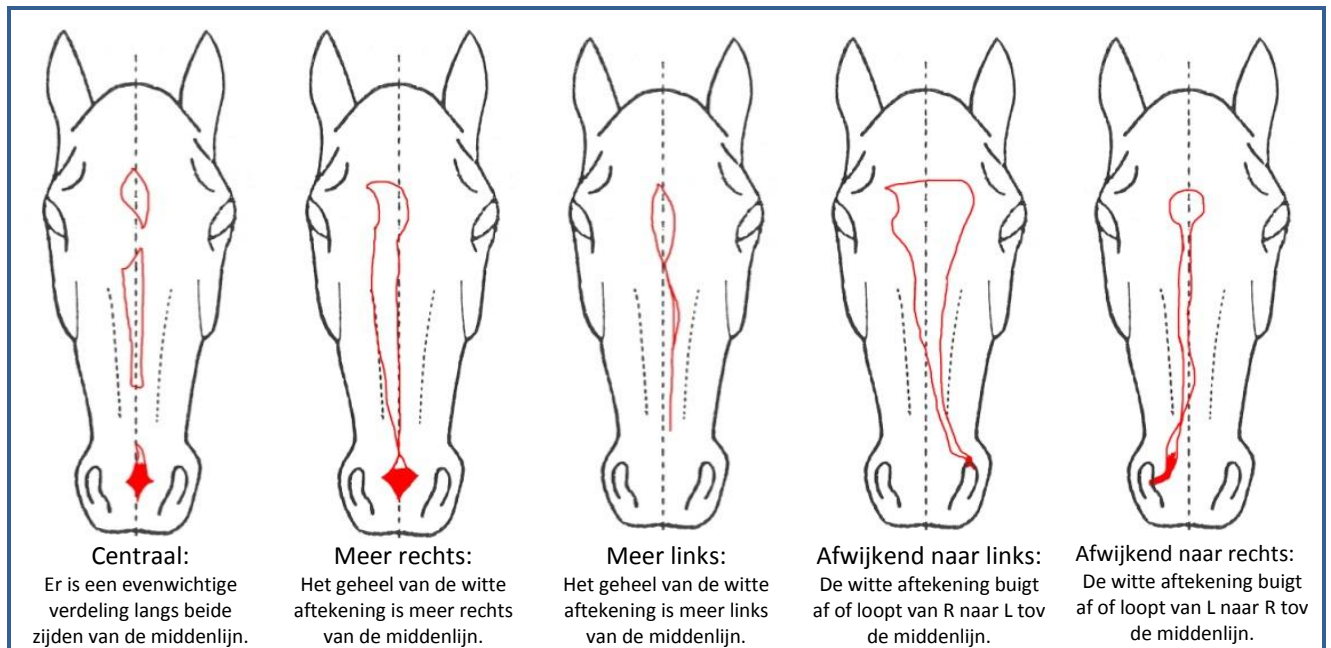 Centraal:
Er is een evenwichtige
verdeling langs beide
zijden van de middenlijn.
Meer rechts:
Het geheel van de witte
aftekening is meer rechts
van de middenlijn.
Meer links:
Het geheel van de witte
aftekening is meer links
van de middenlijn.
Afwijkend naar links:
De witte aftekening buigt
af of loopt van R naar L tov
de middenlijn.
Afwijkend naar rechts:
De witte aftekening buigt
af of loopt van L naar R tov
de middenlijn.